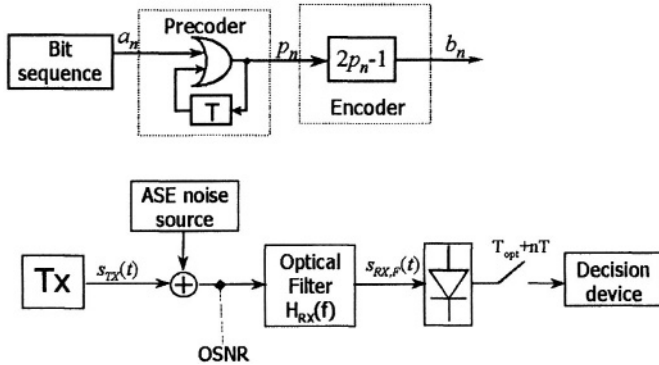 Precoder
Bit
sequence
a_n
T
p_n
2p_n-1
b_n
Encoder
ASE noise
source
Tx
s_TX(t)
OSNR
Optical
Filter
H_RX(f)
s_RX,F(t)
T_opt+nT
Decision
device